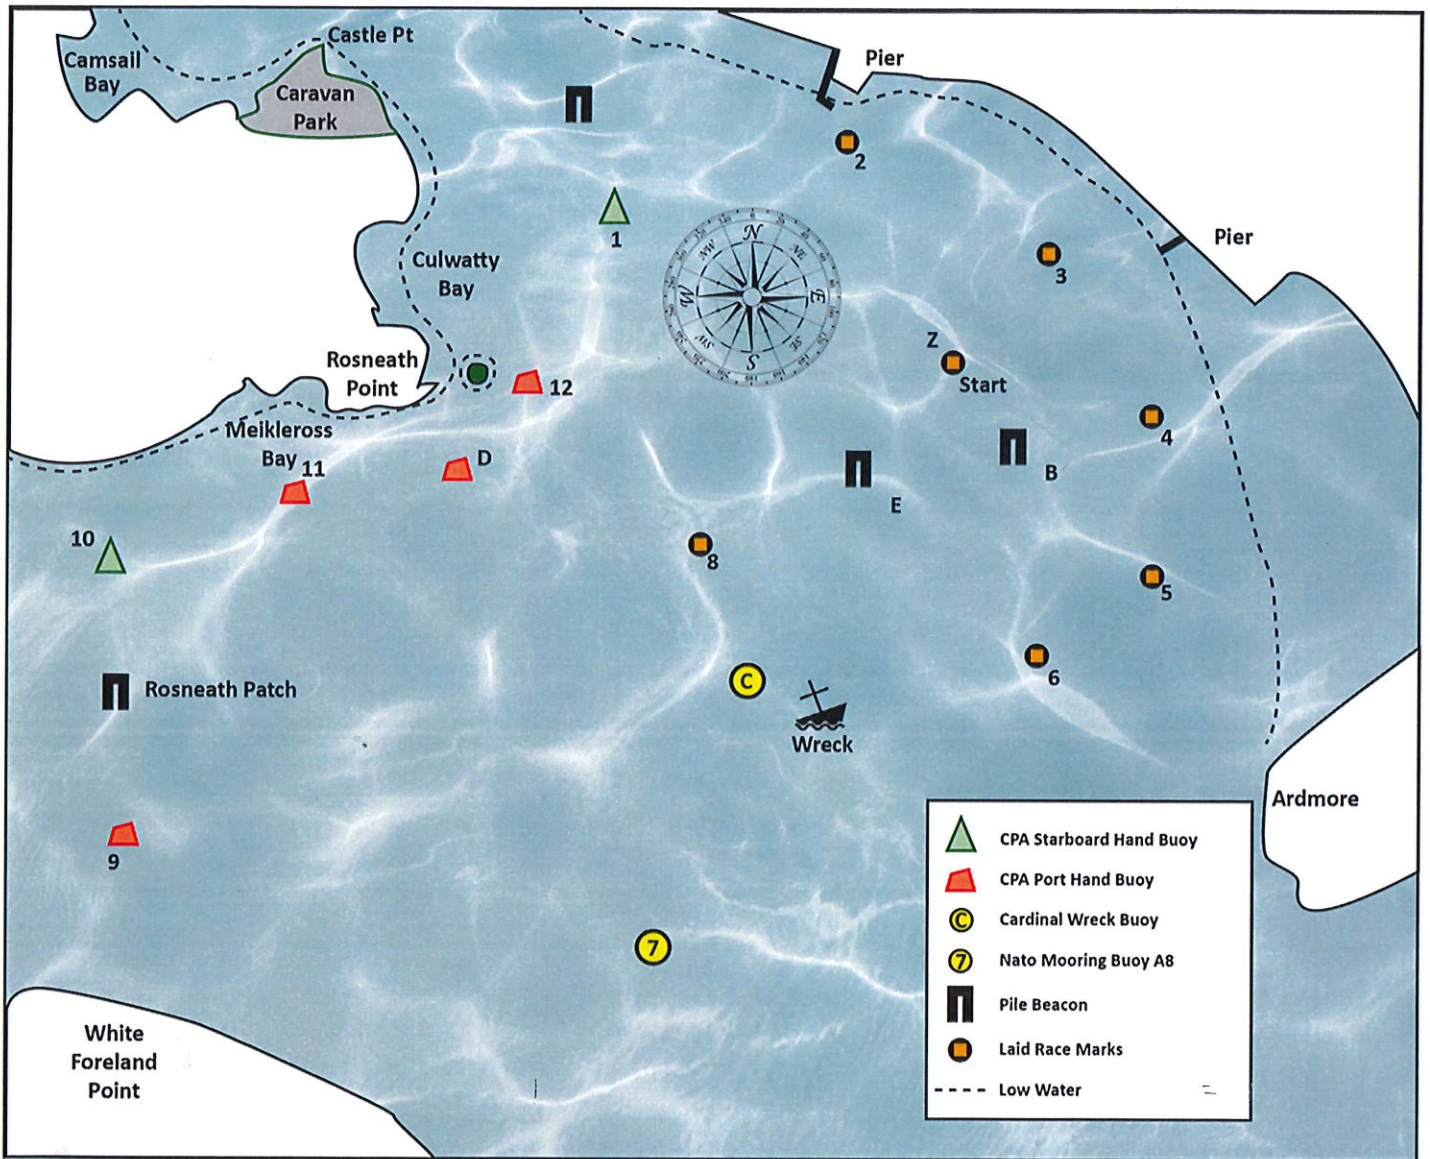 Castle Pt
Camsail
Bay
Caravan
Park
Pier
2
1
Pier
3
Culwatty
Bay
N
NE
E
SE
S
SW
W
NW
Z
Start
Rosneath
Point
12
4
Meikleross
Bay
11
D
B
E
10
8
5
6
Rosneath Patch
C
Wreck
9
7
Ardmore
White
Foreland
Point
CPA Starboard Hand Buoy
CPA Port Hand Buoy
C
Cardinal Wreck Buoy
7
Nato Mooring Buoy A8
Pile Beacon
Laid Race Marks
Low Water